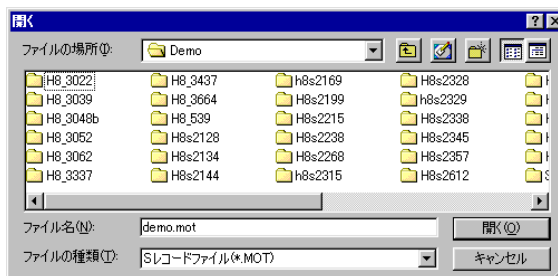 開く
ファイルの場所(I): Demo
H8_3022 H8_3437 h8s2169 H8s2328
H8_3039 H8_3664 H8s2199 h8s2329
H8_3048b H8_539 H8s2215 H8s2338
H8_3052 H8s2128 H8s2238 H8s2345
H8_3062 H8s2134 H8s2268 H8s2357
H8_3337 H8s2144 h8s2315 H8s2612
ファイル名(N): demo.mot 開く(O)
ファイルの種類(T): Sレコードファイル(*.MOT) キャンセル